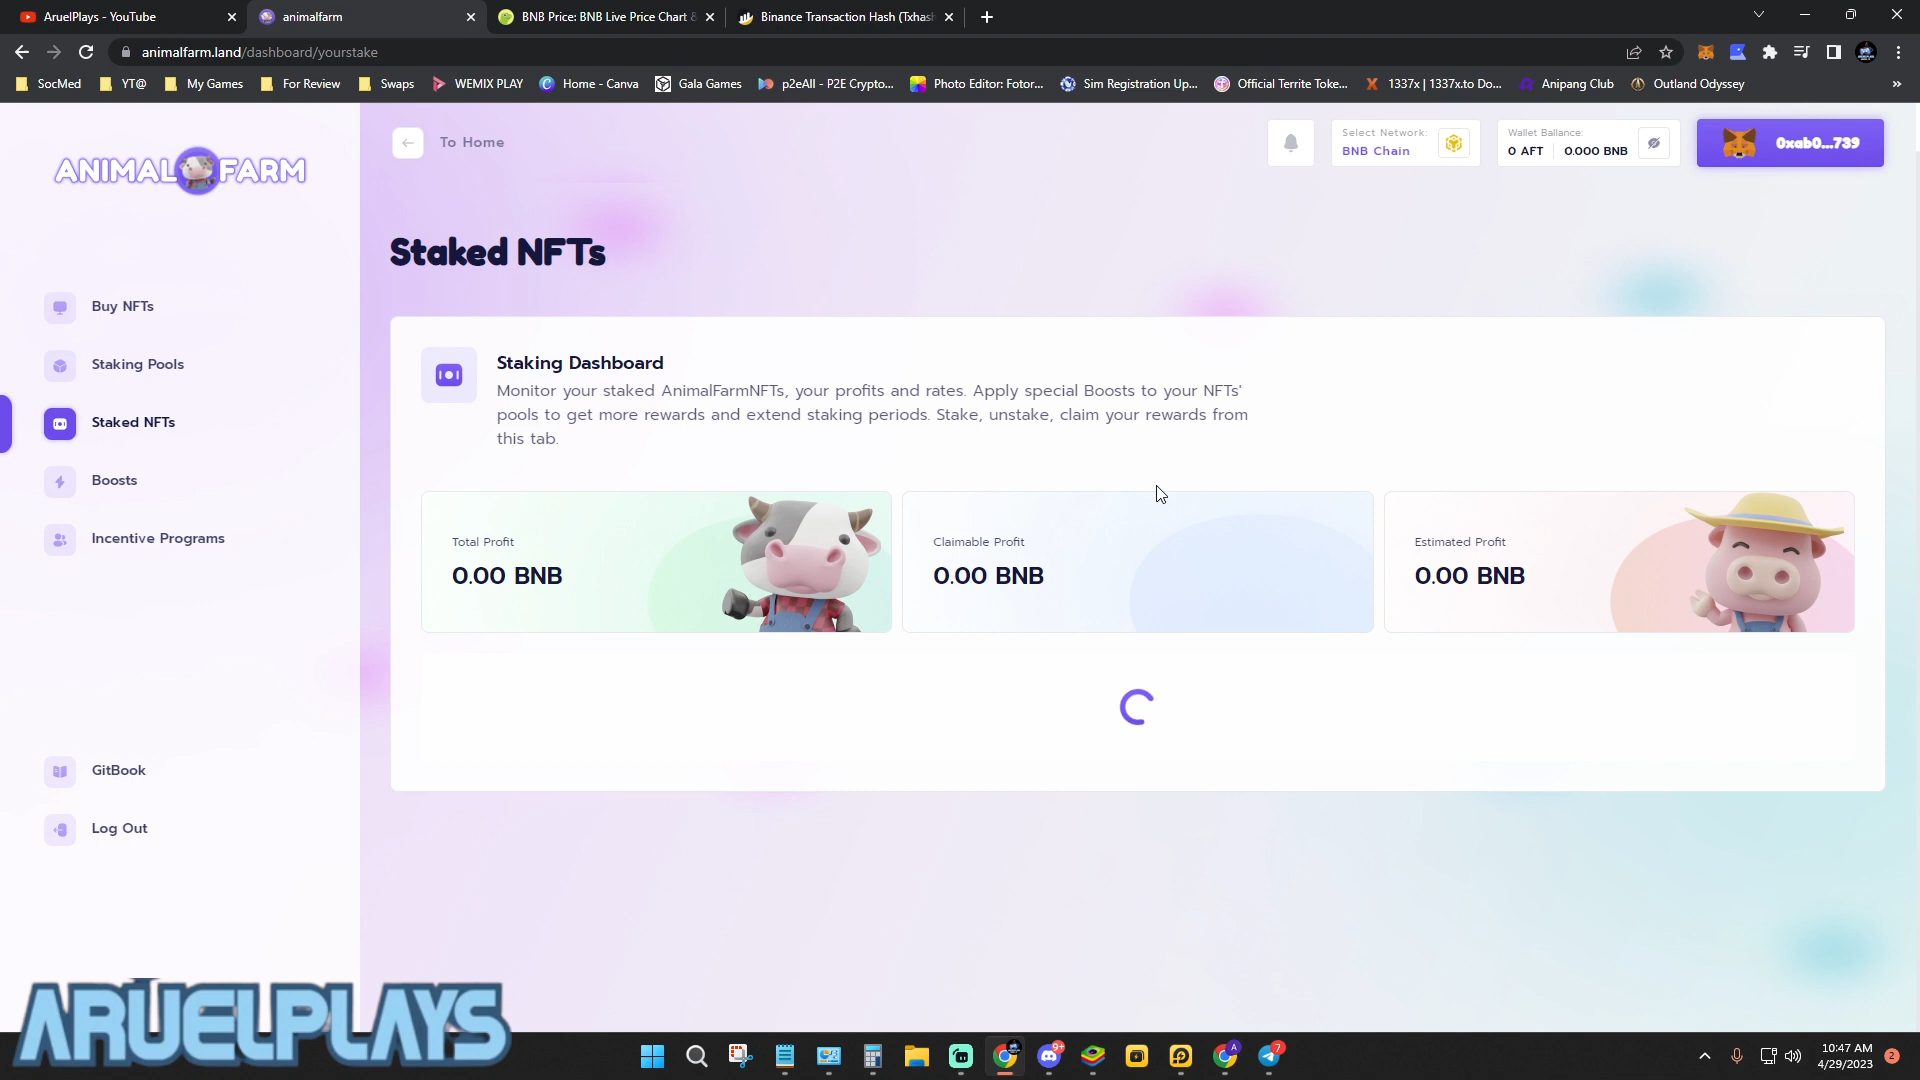 AruelPlays - YouTube
animalfarm
BNB Price: BNB Live Price Chart &
Binance Transaction Hash (Txhash
animalfarm.land/dashboard/yourstake
SocMed
YT@
My Games
For Review
Swaps
WEMIX PLAY
Home - Canva
Gala Games
p2eAll - P2E Crypto...
Photo Editor: Fotor...
Sim Registration Up...
Official Territe Toke...
1337x | 1337x.to Do...
Anipang Club
Outland Odyssey
»
ANIMAL FARM
To Home
Select Network:
BNB Chain
Wallet Ballance:
0 AFT
0.000 BNB
0xab0...739
Staked NFTs
Buy NFTs
Staking Pools
Staked NFTs
Boosts
Incentive Programs
GitBook
Log Out
Staking Dashboard
Monitor your staked AnimalFarmNFTs, your profits and rates. Apply special Boosts to your NFTs'
pools to get more rewards and extend staking periods. Stake, unstake, claim your rewards from
this tab.
Total Profit
0.00 BNB
Claimable Profit
0.00 BNB
Estimated Profit
0.00 BNB
ARUELPLAYS
9+
A
7
10:47 AM
4/29/2023
2